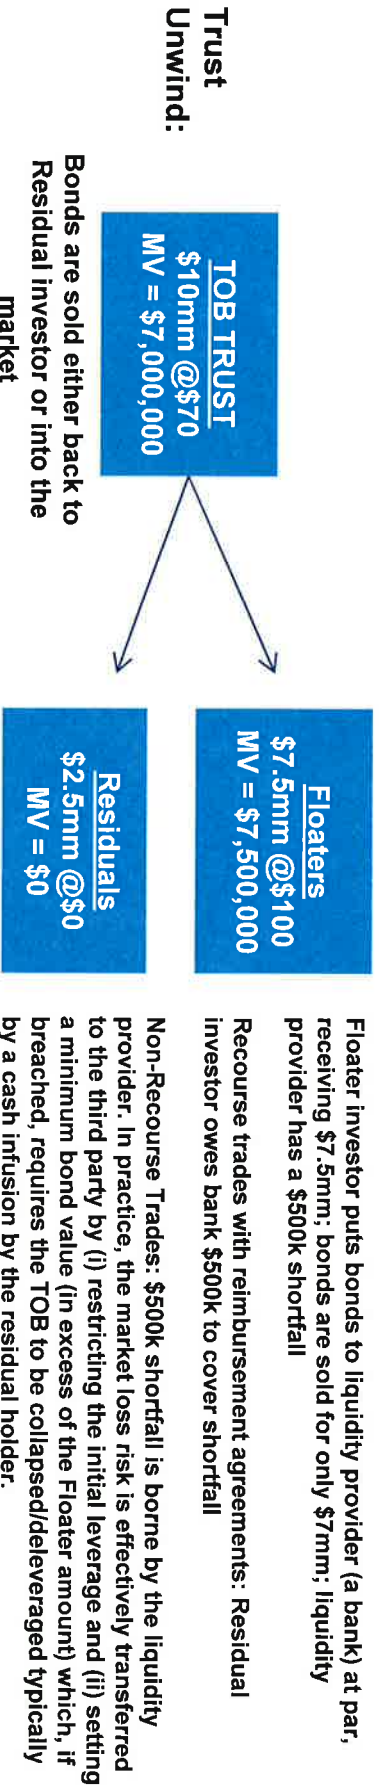 Trust
Unwind:
TOB TRUST
$10mm @$70
MV = $7,000,000
Bonds are sold either back to
Residual investor or into the
market
Floaters
$7.5mm @$100
MV = $7,500,000
Residuals
$2.5mm @$0
MV = $0
Floater investor puts bonds to liquidity provider (a bank) at par,
receiving $7.5mm; bonds are sold for only $7mm; liquidity
provider has a $500k shortfall
Recourse trades with reimbursement agreements: Residual
investor owes bank $500k to cover shortfall
Non-Recourse Trades: $500k shortfall is borne by the liquidity
provider. In practice, the market loss risk is effectively transferred
to the third party by (i) restricting the initial leverage and (ii) setting
a minimum bond value (in excess of the Floater amount) which, if
breached, requires the TOB to be collapsed/deleveraged typically
by a cash infusion by the residual holder.